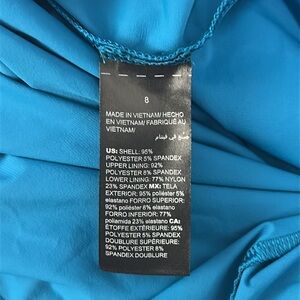 8
MADE IN VIETNAM/ HECHO
EN VIETNAM/ FABRIQUÉ AU
VIETNAM/
صنع في فيتنام
US: SHELL: 95%
POLYESTER 5% SPANDEX
UPPER LINING: 92%
POLYESTER 8% SPANDEX
LOWER LINING: 77% NYLON
23% SPANDEX MX: TELA
EXTERIOR: 95% poliéster 5%
elastano FORRO SUPERIOR:
92% poliéster 8% elastano
FORRO INFERIOR: 77%
poliamida 23% elastano CA:
ÉTOFFE EXTÉRIEURE: 95%
POLYESTER 5% SPANDEX
DOUBLURE SUPÉRIEURE:
92% POLYESTER 8%
SPANDEX DOUBLURE